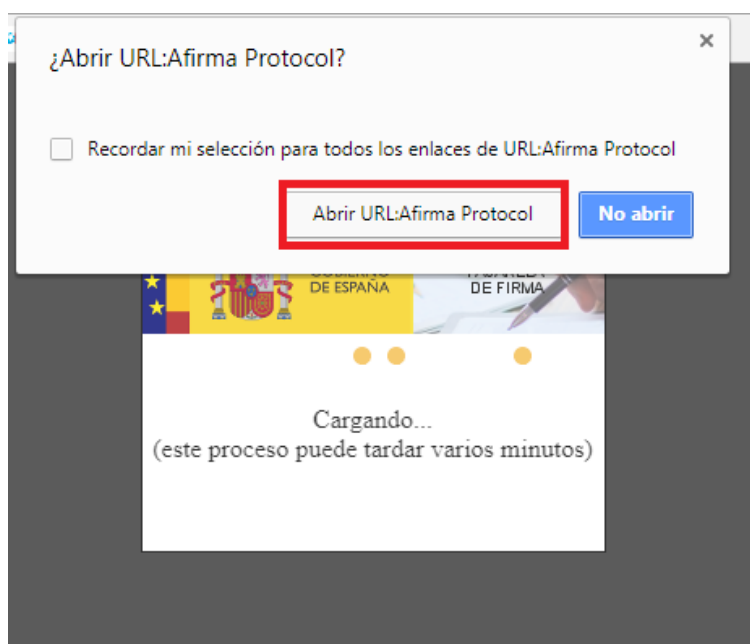 ¿Abrir URL:Afirma Protocol?
Recordar mi selección para todos los enlaces de URL:Afirma Protocol
Abrir URL:Afirma Protocol
No abrir
DE ESPAÑA
DE FIRMA
Cargando...
(este proceso puede tardar varios minutos)